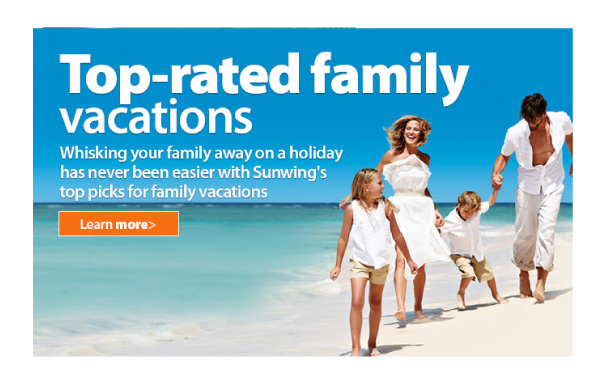 Top-rated family
vacations
Whisking your family away on a holiday
has never been easier with Sunwing's
top picks for family vacations
Learn more>